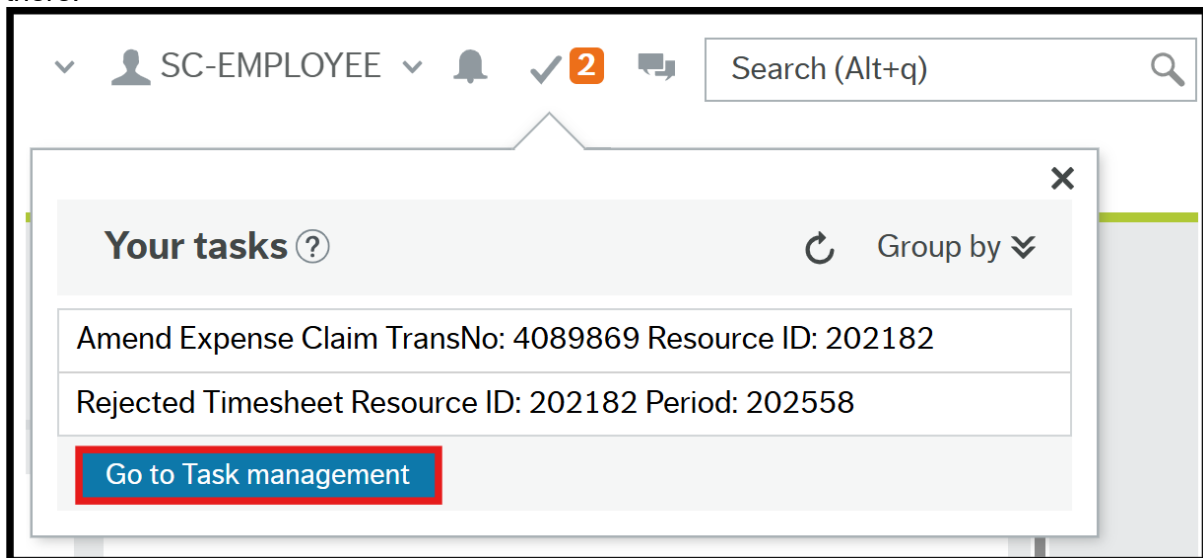 SC-EMPLOYEE 2 Search (Alt+q)
Your tasks ? Group by
Amend Expense Claim TransNo: 4089869 Resource ID: 202182
Rejected Timesheet Resource ID: 202182 Period: 202558
Go to Task management